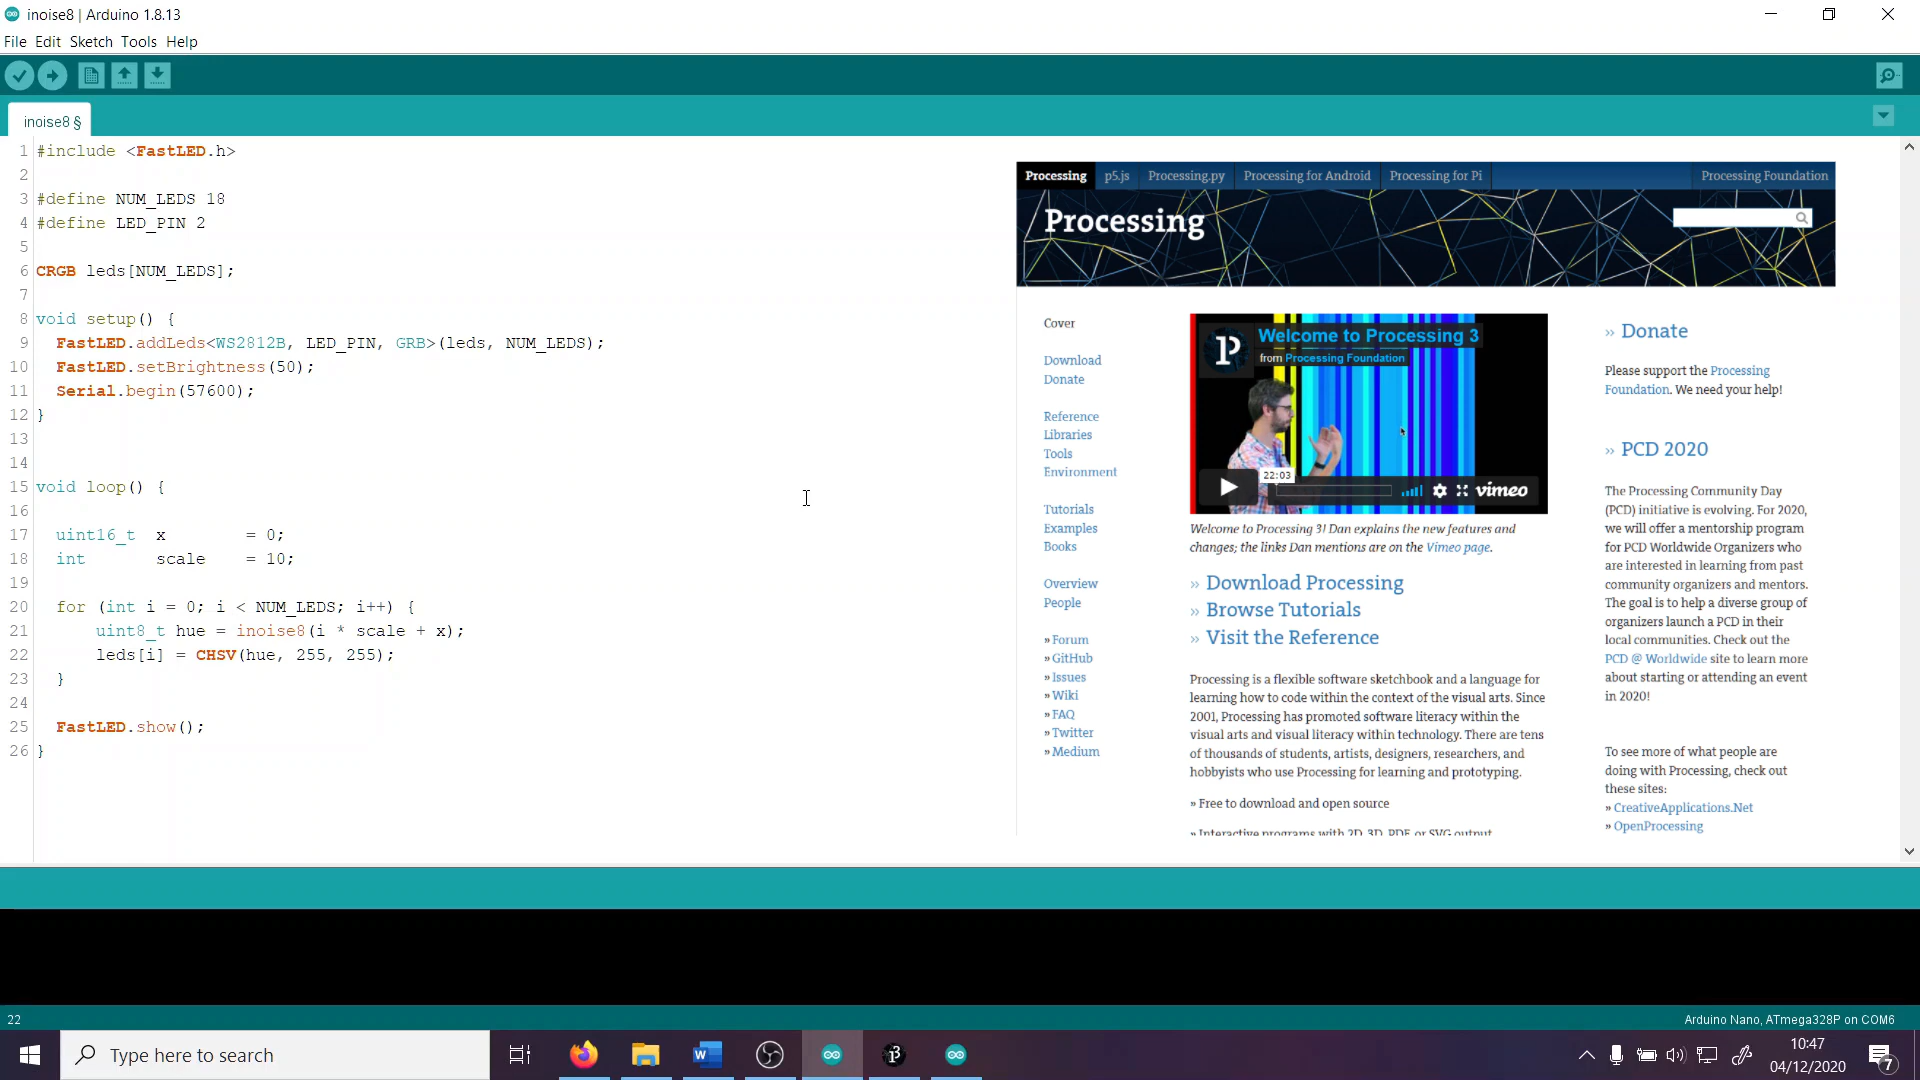 inoise8 | Arduino 1.8.13
File Edit Sketch Tools Help
inoise8 §
1 #include <FastLED.h>
2
3 #define NUM_LEDS 18
4 #define LED_PIN 2
5
6 CRGB leds[NUM_LEDS];
7
8 void setup() {
9 FastLED.addLeds<WS2812B, LED_PIN, GRB>(leds, NUM_LEDS);
10 FastLED.setBrightness(50);
11 Serial.begin(57600);
12 }
13
14
15 void loop() {
16
17 uint16_t x = 0;
18 int scale = 10;
19
20 for (int i = 0; i < NUM_LEDS; i++) {
21 uint8_t hue = inoise8(i * scale + x);
22 leds[i] = CHSV(hue, 255, 255);
23 }
24
25 FastLED.show();
26 }
Processing p5.js Processing.py Processing for Android Processing for Pi Processing Foundation
Processing
Cover
Download
Donate
Reference
Libraries
Tools
Environment
Tutorials
Examples
Books
Overview
People
» Forum
» GitHub
» Issues
» Wiki
» FAQ
» Twitter
» Medium
Welcome to Processing 3
from Processing Foundation
22:03
vimeo
Welcome to Processing 3! Dan explains the new features and
changes; the links Dan mentions are on the Vimeo page.
» Download Processing
» Browse Tutorials
» Visit the Reference
Processing is a flexible software sketchbook and a language for
learning how to code within the context of the visual arts. Since
2001, Processing has promoted software literacy within the
visual arts and visual literacy within technology. There are tens
of thousands of students, artists, designers, researchers, and
hobbyists who use Processing for learning and prototyping.
» Free to download and open source
» Interactive programs with 2D, 3D, PDF, or SVG output
» Donate
Please support the Processing
Foundation. We need your help!
» PCD 2020
The Processing Community Day
(PCD) initiative is evolving. For 2020,
we will offer a mentorship program
for PCD Worldwide Organizers who
are interested in learning from past
community organizers and mentors.
The goal is to help a diverse group of
organizers launch a PCD in their
local communities. Check out the
PCD @ Worldwide site to learn more
about starting or attending an event
in 2020!
To see more of what people are
doing with Processing, check out
these sites:
» CreativeApplications.Net
» OpenProcessing
22
Arduino Nano, ATmega328P on COM6
Type here to search
10:47
04/12/2020
7